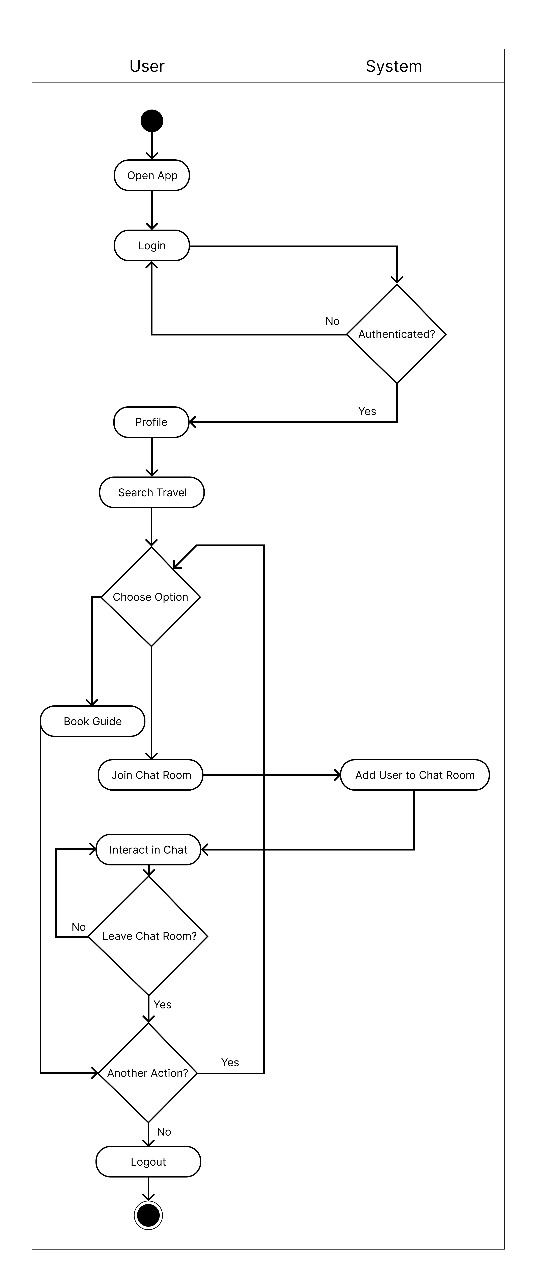 User
System
Open App
Login
No
Authenticated?
Yes
Profile
Search Travel
Choose Option
Book Guide
Join Chat Room
Add User to Chat Room
Interact in Chat
No
Leave Chat Room?
Yes
Another Action?
Yes
No
Logout